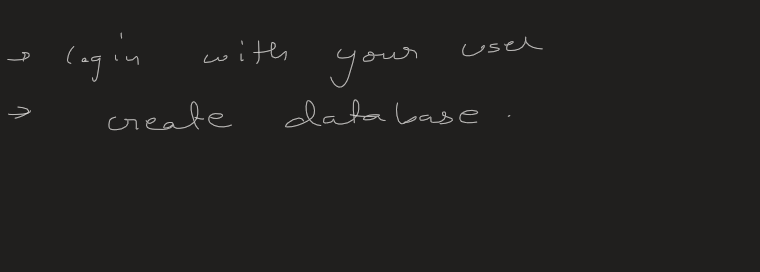 → login with your user
→ create database.